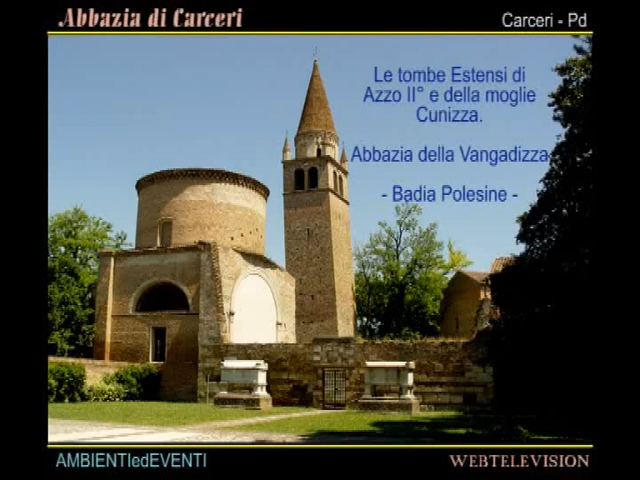 Abbazia di Carceri
Carceri - Pd
Le tombe Estensi di
Azzo II° e della moglie
Cunizza.
Abbazia della Vangadizza
- Badia Polesine -
AMBIENTIedEVENTI
WEBTELEVISION